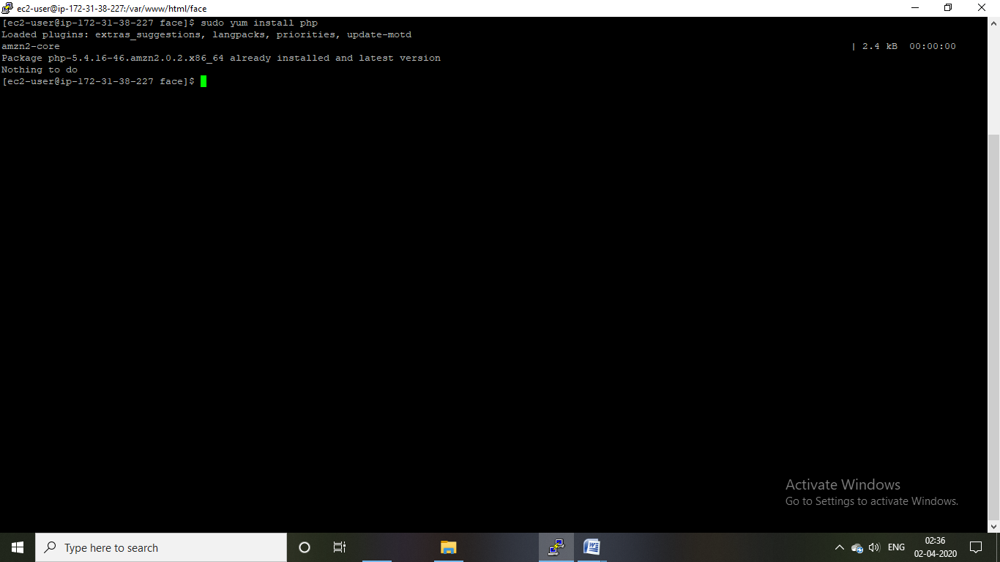 ec2-user@ip-172-31-38-227:/var/www/html/face
[ec2-user@ip-172-31-38-227 face]$ sudo yum install php
Loaded plugins: extras_suggestions, langpacks, priorities, update-motd
amzn2-core | 2.4 kB 00:00:00
Package php-5.4.16-46.amzn2.0.2.x86_64 already installed and latest version
Nothing to do
[ec2-user@ip-172-31-38-227 face]$
Activate Windows
Go to Settings to activate Windows.
Type here to search
ENG
02:36
02-04-2020